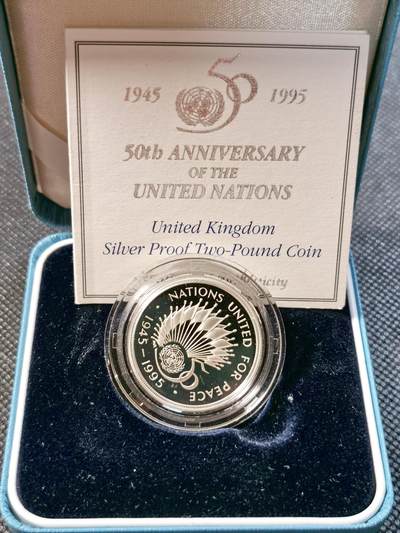 50
1945 1995
50th ANNIVERSARY
OF THE
UNITED NATIONS
United Kingdom
Silver Proof Two-Pound Coin
NATIONS UNITED FOR PEACE
1945-1995